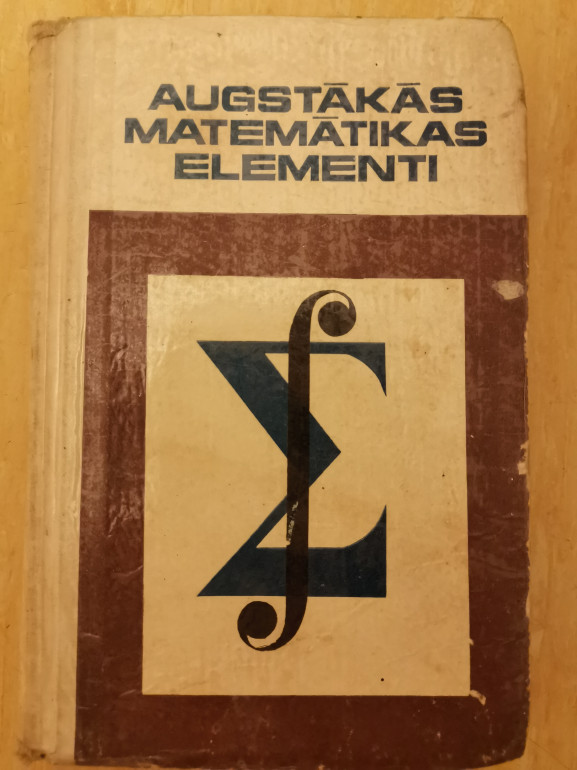 AUGSTĀKĀS
MATEMĀTIKAS
ELEMENTI
∑
∫